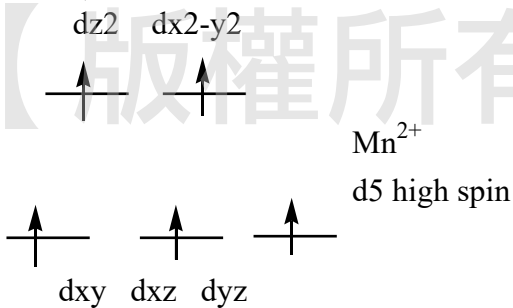 dz2 dx2-y2
【版權所有
Mn2+
d5 high spin
dxy dxz dyz